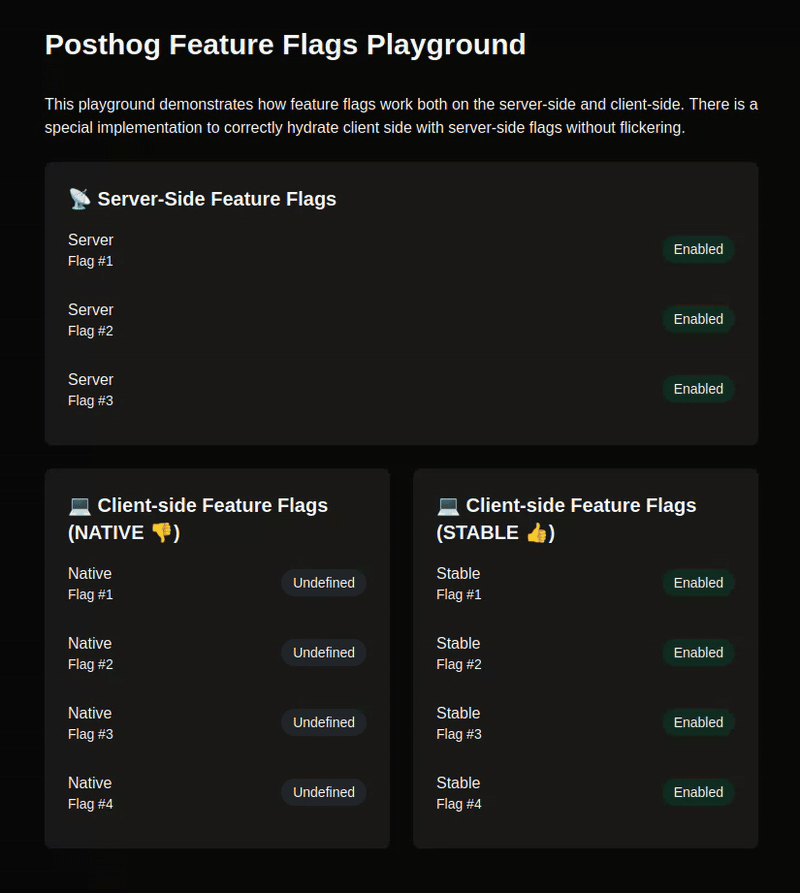 Posthog Feature Flags Playground
This playground demonstrates how feature flags work both on the server-side and client-side. There is a
special implementation to correctly hydrate client side with server-side flags without flickering.
📡 Server-Side Feature Flags
Server
Flag #1
Enabled
Server
Flag #2
Enabled
Server
Flag #3
Enabled
💻 Client-side Feature Flags
(NATIVE 👎)
Native
Flag #1
Undefined
Native
Flag #2
Undefined
Native
Flag #3
Undefined
Native
Flag #4
Undefined
💻 Client-side Feature Flags
(STABLE 👍)
Stable
Flag #1
Enabled
Stable
Flag #2
Enabled
Stable
Flag #3
Enabled
Stable
Flag #4
Enabled